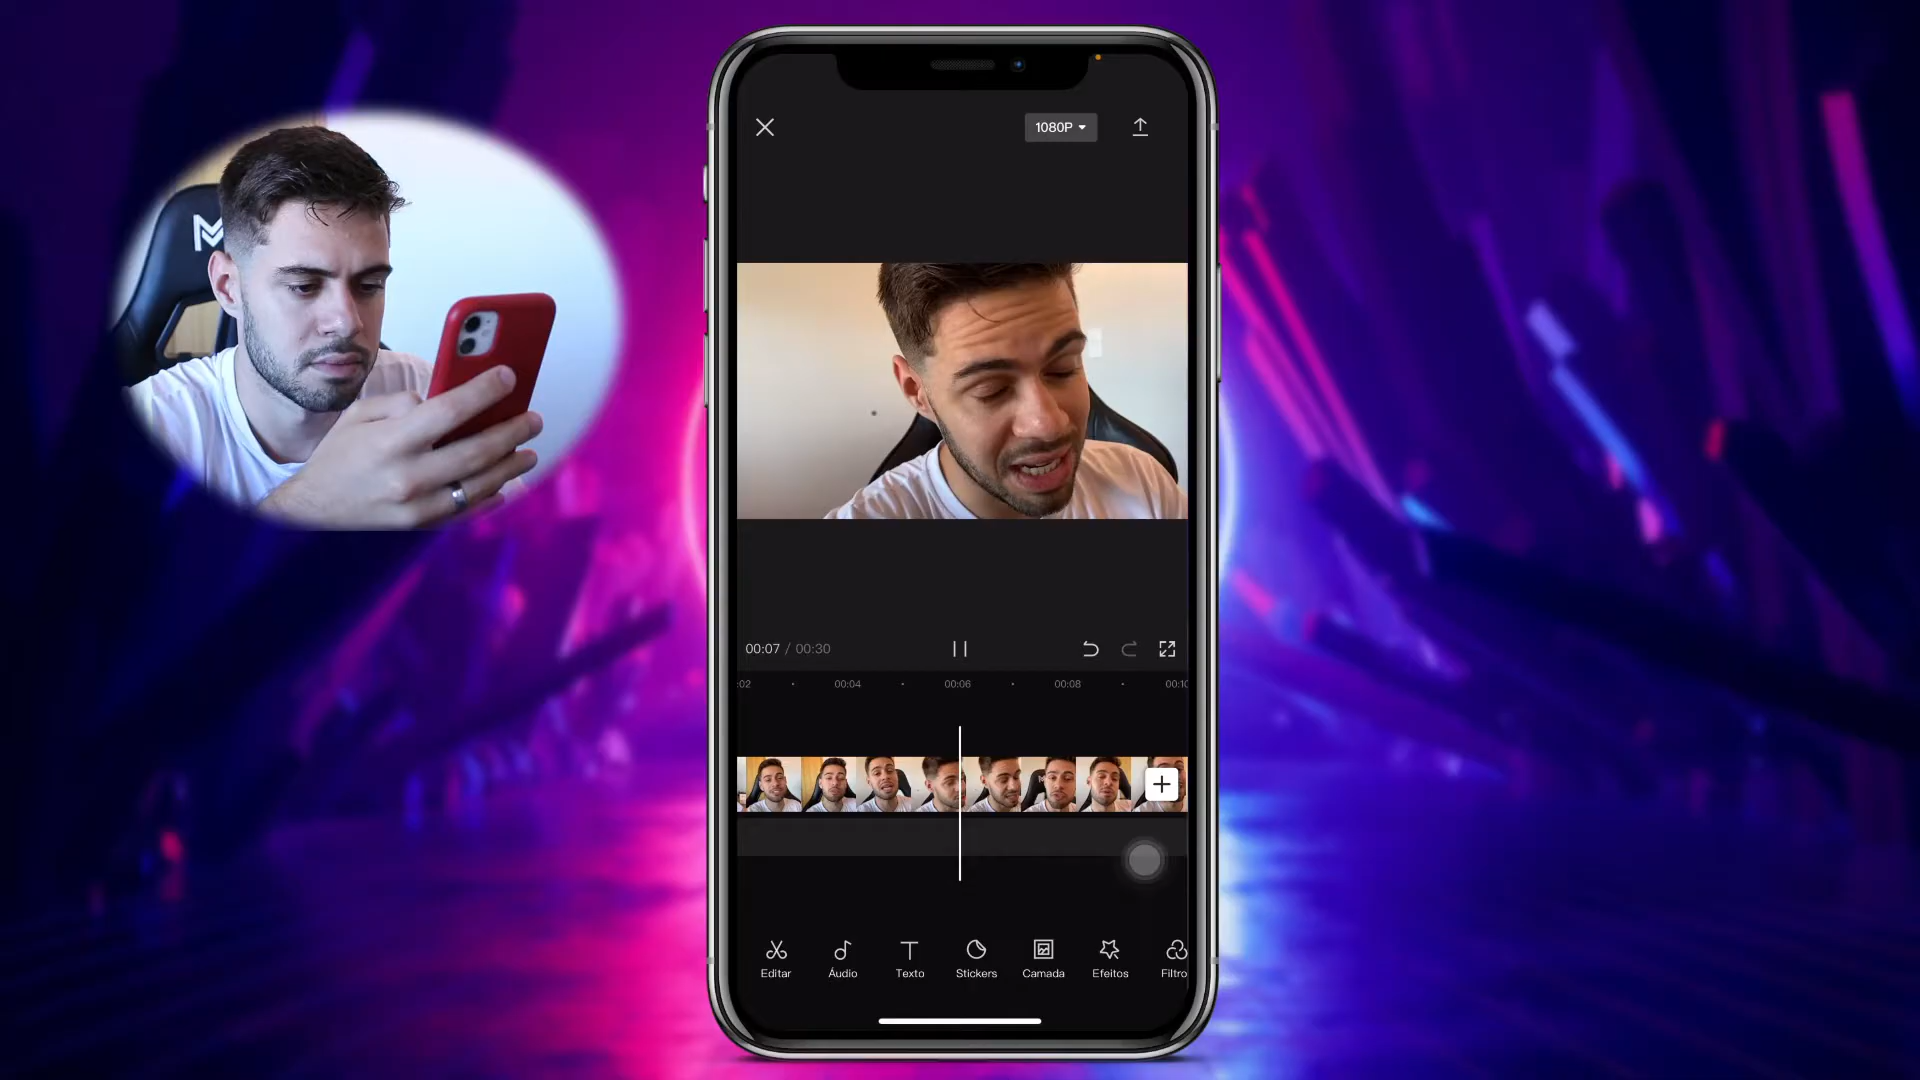 1080P
00:07 / 00:30
:02 00:04 00:06 00:08 00:10
Editar Áudio Texto Stickers Camada Efeitos Filtro